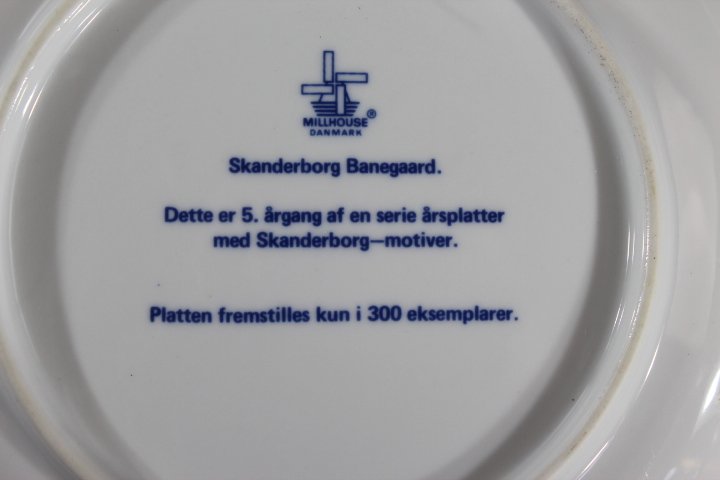 MILLHOUSE ®
DANMARK
Skanderborg Banegaard.
Dette er 5. årgang af en serie årsplatter
med Skanderborg—motiver.
Platten fremstilles kun i 300 eksemplarer.